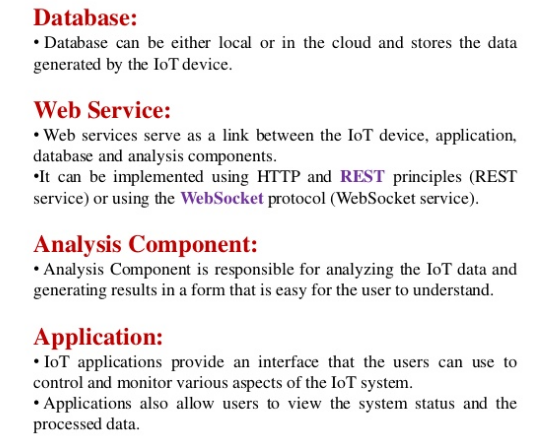 Database:
• Database can be either local or in the cloud and stores the data
generated by the IoT device.
Web Service:
• Web services serve as a link between the IoT device, application,
database and analysis components.
•It can be implemented using HTTP and REST principles (REST
service) or using the WebSocket protocol (WebSocket service).
Analysis Component:
• Analysis Component is responsible for analyzing the IoT data and
generating results in a form that is easy for the user to understand.
Application:
• IoT applications provide an interface that the users can use to
control and monitor various aspects of the IoT system.
• Applications also allow users to view the system status and the
processed data.